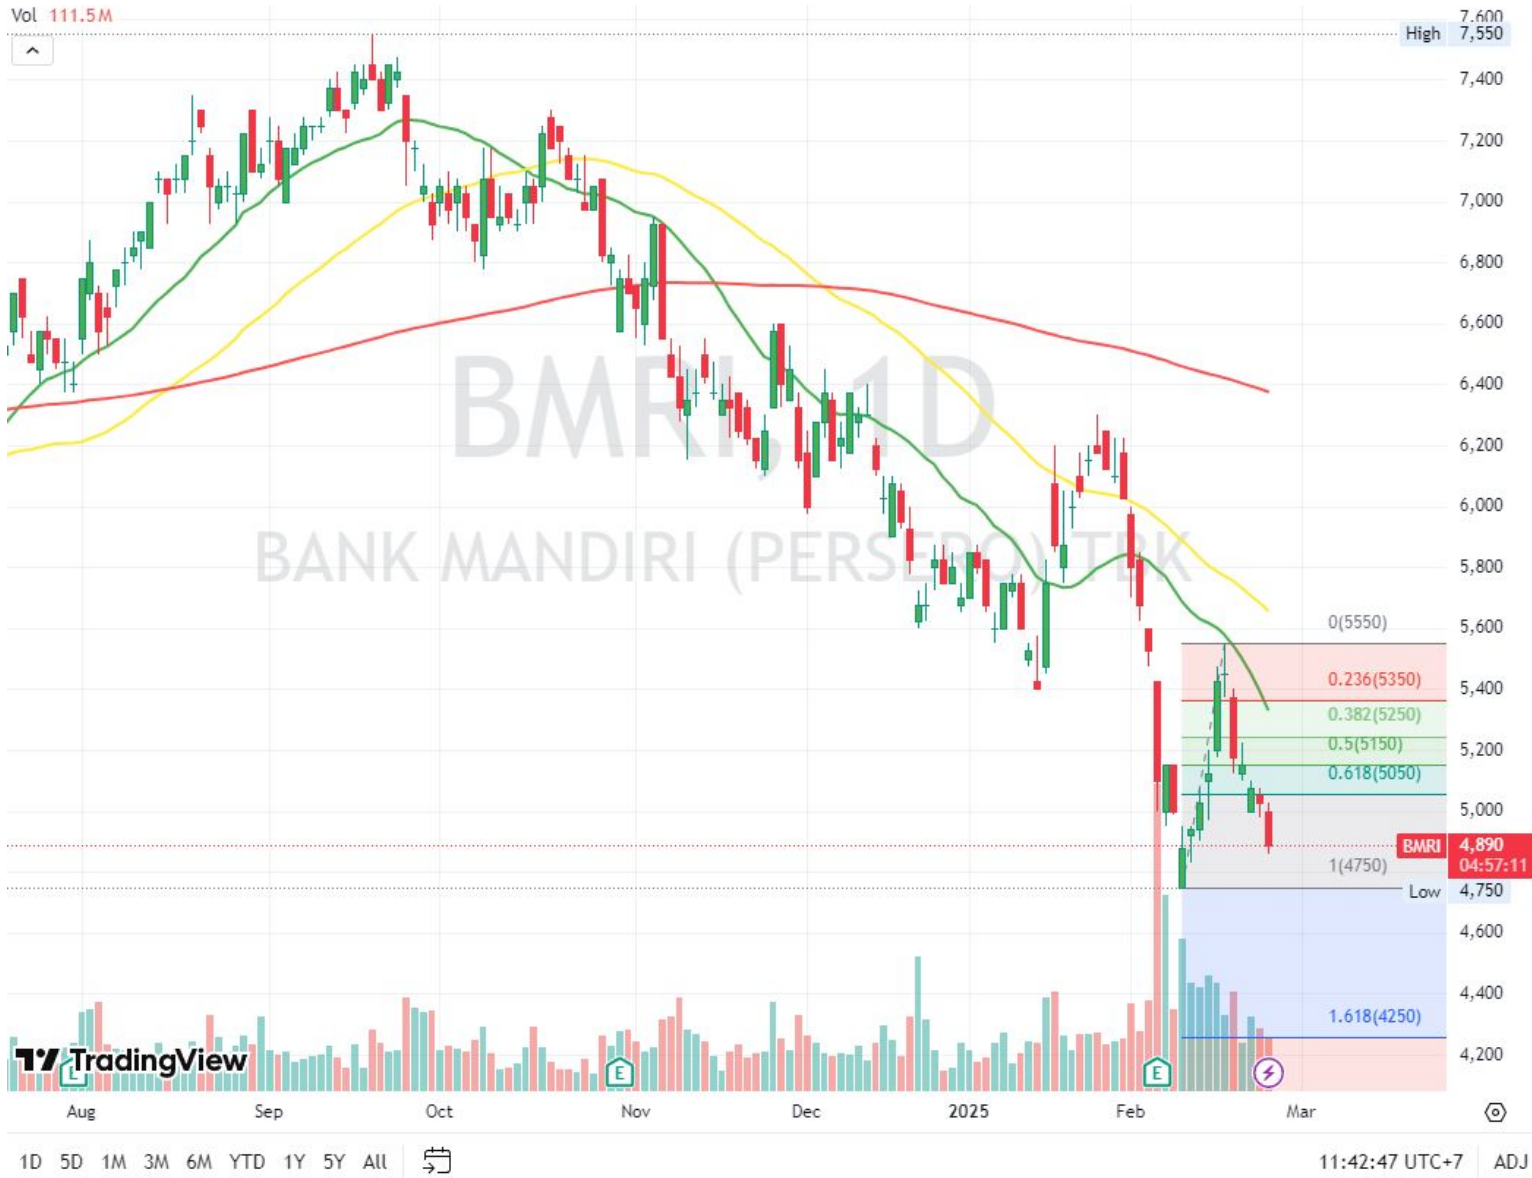 Vol 111.5M
7,600
High 7,550
7,400
7,200
7,000
6,800
6,600
6,400
6,200
6,000
5,800
5,600
5,400
5,200
5,000
BMRI 4,890
04:57:11
Low 4,750
4,600
4,400
4,200
BMRI, 1D
BANK MANDIRI (PERSERO) TBK
0(5550)
0.236(5350)
0.382(5250)
0.5(5150)
0.618(5050)
1(4750)
1.618(4250)
TradingView
E E E
Aug Sep Oct Nov Dec 2025 Feb Mar
1D 5D 1M 3M 6M YTD 1Y 5Y All 11:42:47 UTC+7 ADJ